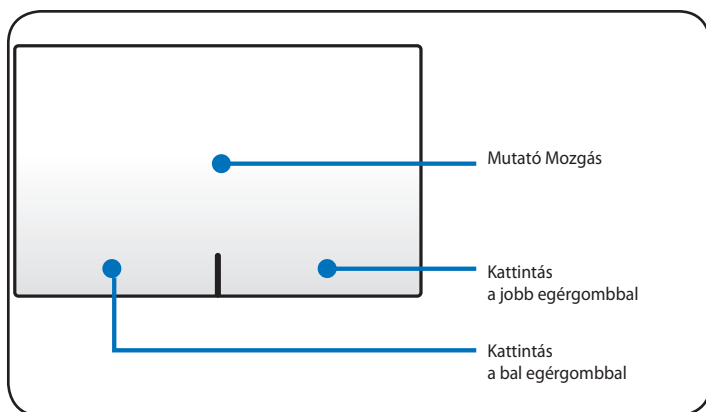 Mutató Mozgás
Kattintás
a jobb egérgombbal
Kattintás
a bal egérgombbal